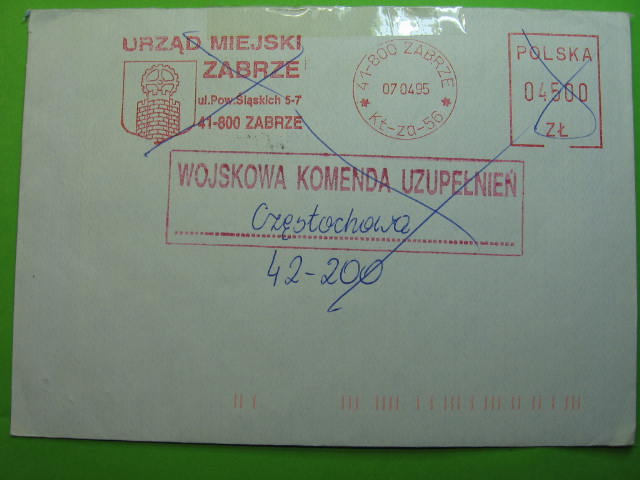 URZĄD MIEJSKI
ZABRZE
ul.Pow.Śląskich 5-7
41-800 ZABRZE
* 41-800 ZABRZE *
07 04 95
Kt-za-56
POLSKA
04500
ZŁ
WOJSKOWA KOMENDA UZUPEŁNIEŃ
Częstochowa
42-200